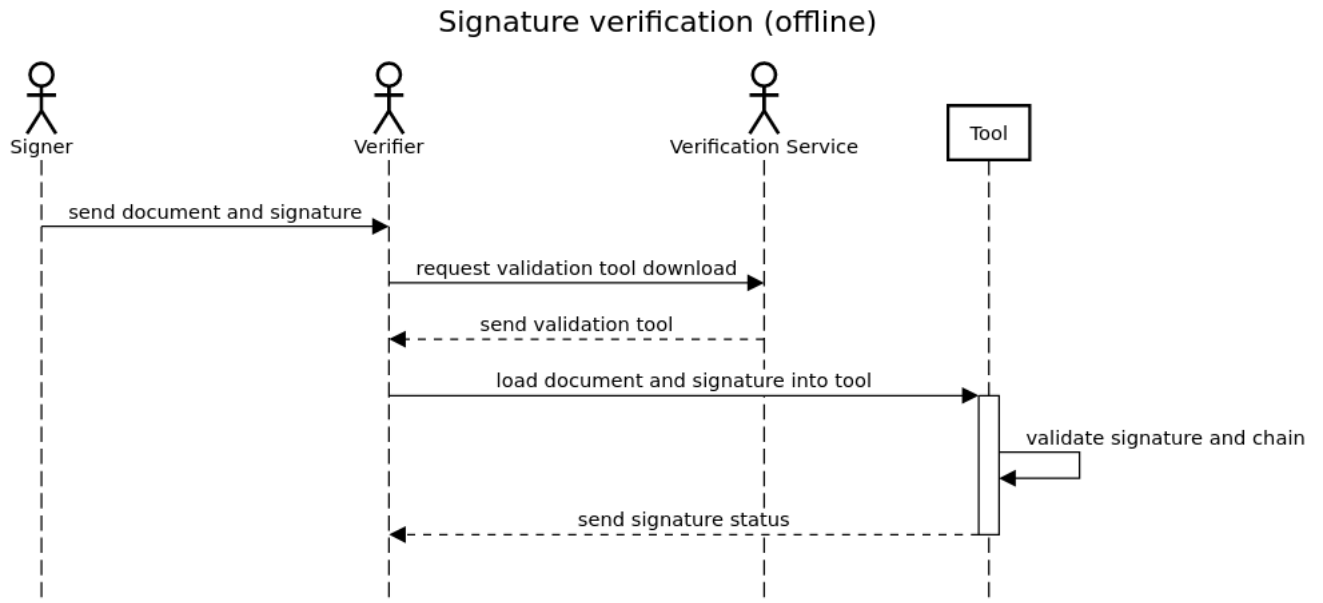 Signature verification (offline)
Signer
Verifier
Verification Service
Tool
send document and signature
request validation tool download
send validation tool
load document and signature into tool
validate signature and chain
send signature status